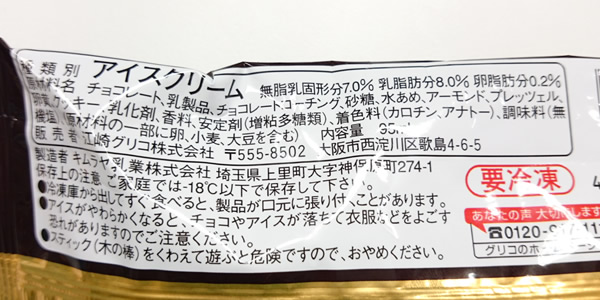 種類別 アイスクリーム 無脂乳固形分7.0% 乳脂肪分8.0% 卵脂肪分0.2%
原材料名 チョコレート、乳製品、チョコレートコーチング、砂糖、水あめ、アーモンド、プレッツェル、
卵黄、クッキー、乳化剤、香料、安定剤(増粘多糖類)、着色料(カロチン、アナトー)、調味料(無
機塩)、(原材料の一部に卵、小麦、大豆を含む) 内容量
販売者 江崎グリコ株式会社 〒555-8502 大阪市西淀川区歌島4-6-5
製造者 キムラヤ乳業株式会社 埼玉県上里町大字神保原町274-1
保存上の注意 ご家庭では-18℃以下で保存して下さい。
●冷凍庫から出してすぐ食べると、製品が口元に張り付くことがあります。
●アイスがやわらかくなると、チョコやアイスが落ちて衣服などをよごす
恐れがありますのでご注意ください。
●スティック(木の棒)をくわえて遊ぶと危険ですので、おやめください。
要冷凍
あなたの声 大切にします
0120-917-11
グリコのホーム